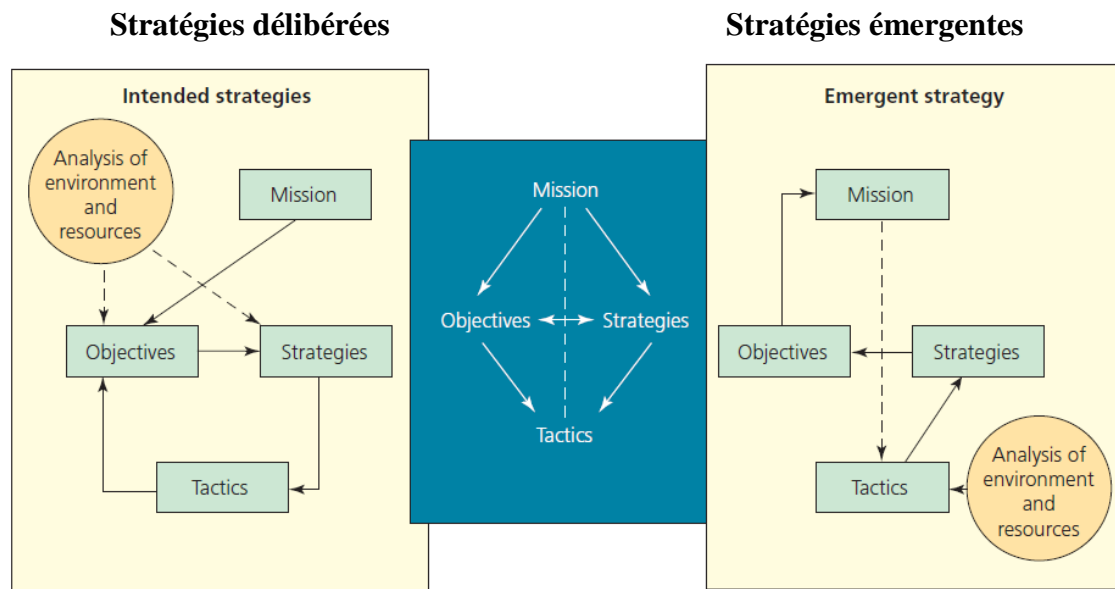 Stratégies délibérées
Stratégies émergentes
Intended strategies
Analysis of
environment
and
resources
Mission
Objectives
Strategies
Tactics
Mission
Objectives
Strategies
Tactics
Emergent strategy
Mission
Objectives
Strategies
Tactics
Analysis of
environment
and
resources